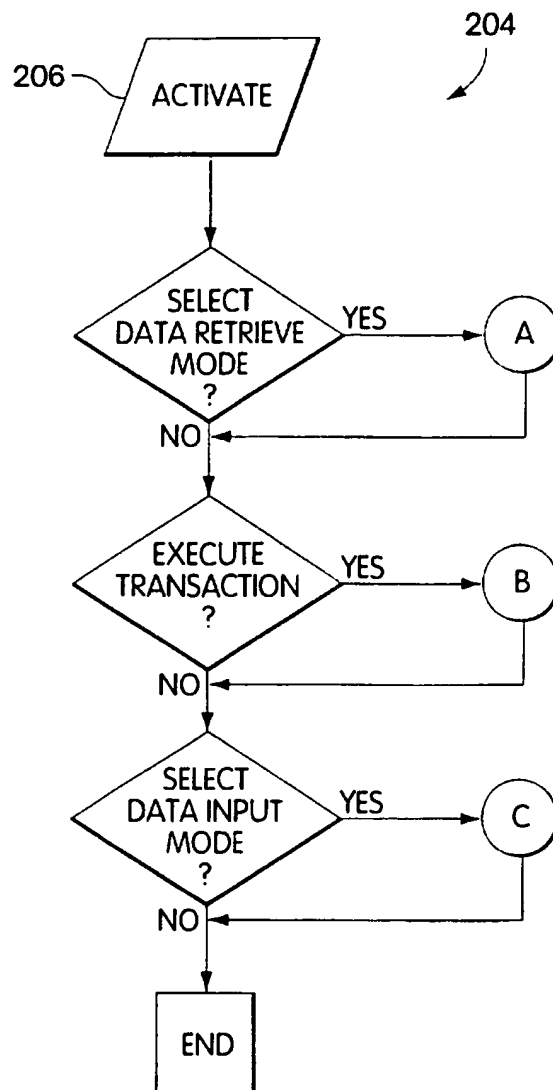 204
206
ACTIVATE
SELECT
DATA RETRIEVE
MODE
?
YES
A
NO
EXECUTE
TRANSACTION
?
YES
B
NO
SELECT
DATA INPUT
MODE
?
YES
C
NO
END